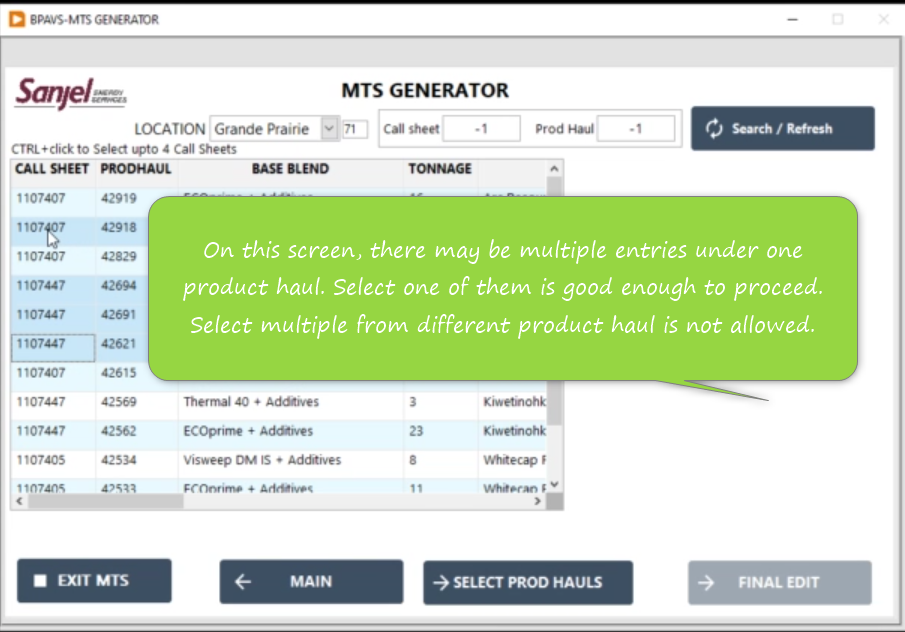 BPAVS-MTS GENERATOR
Sanjel ENERGY SERVICES
MTS GENERATOR
LOCATION Grande Prairie 71 Call sheet -1 Prod Haul -1 Search / Refresh
CTRL+click to Select upto 4 Call Sheets
CALL SHEET PRODHAUL BASE BLEND TONNAGE
1107407 42919
1107407 42918
1107407 42829
1107447 42694
1107447 42691
1107447 42621
1107407 42615
On this screen, there may be multiple entries under one
product haul. Select one of them is good enough to proceed.
Select multiple from different product haul is not allowed.
1107447 42569 Thermal 40 + Additives 3 Kiwetinohk
1107447 42562 ECOprime + Additives 23 Kiwetinohk
1107405 42534 Visweep DM IS + Additives 8 Whitecap
1107405 42533 ECOprime + Additives 11 Whitecap
EXIT MTS MAIN SELECT PROD HAULS FINAL EDIT